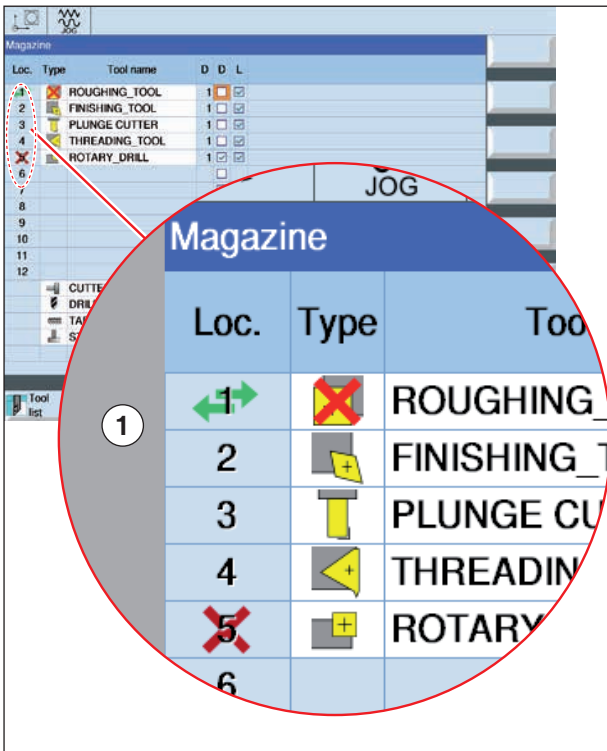 JOG
Magazine
Loc. Type Tool name D D L
1 ROUGHING_TOOL 1
2 FINISHING_TOOL 1
3 PLUNGE CUTTER 1
4 THREADING_TOOL 1
5 ROTARY_DRILL 1
6
7
8
9
10
11
12
CUTTE
DRIL
TAP
Tool
list
1
JOG
Magazine
Loc. Type Too
1 ROUGHING_
2 FINISHING_T
3 PLUNGE CU
4 THREADIN
5 ROTARY
6